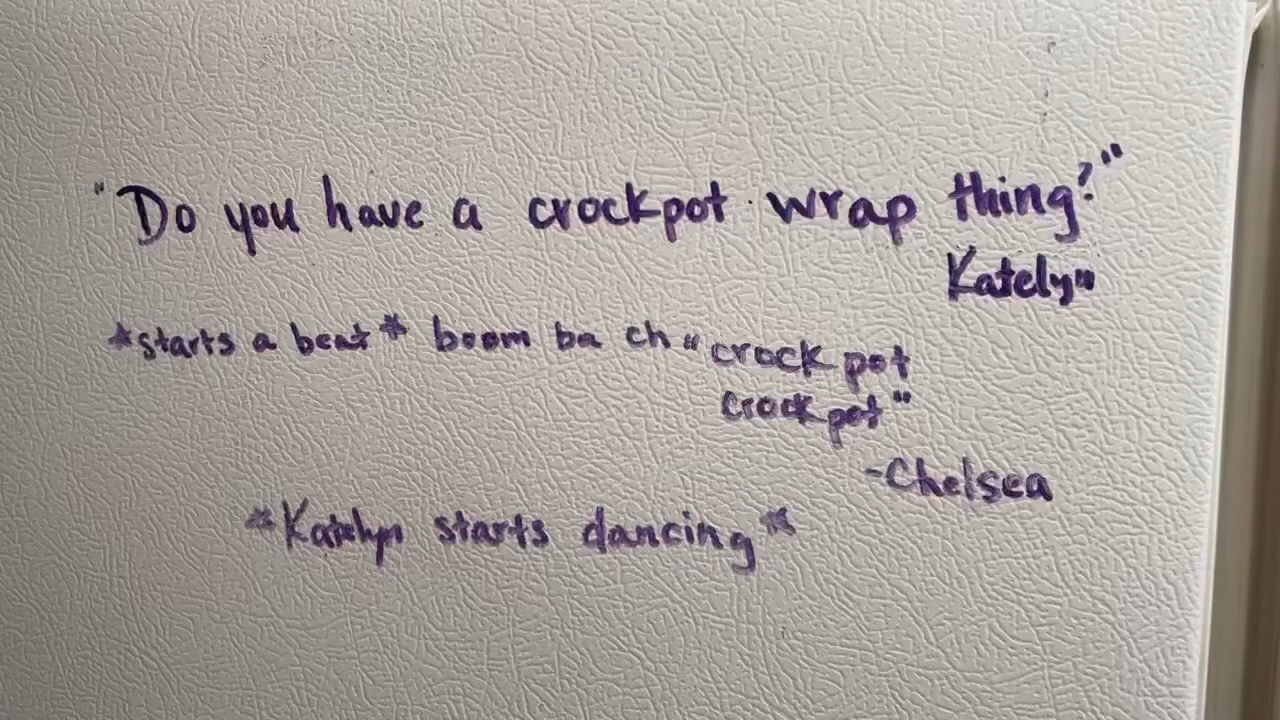 "Do you have a crockpot wrap thing?"
Katelyn
*starts a beat* boom ba ch "crock pot
crock pot"
-Chelsea
*Katelyn starts dancing*